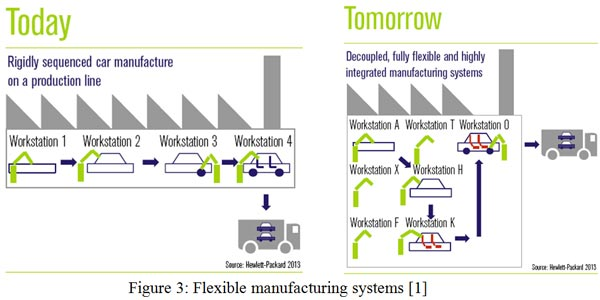 Today
Rigidly sequenced car manufacture
on a production line
Workstation 1 Workstation 2 Workstation 3 Workstation 4
Source: Hewlett-Packard 2013
Tomorrow
Decoupled, fully flexible and highly
integrated manufacturing systems
Workstation A Workstation T Workstation O
Workstation X Workstation H
Workstation F Workstation K
Source: Hewlett-Packard 2013
Figure 3: Flexible manufacturing systems [1]